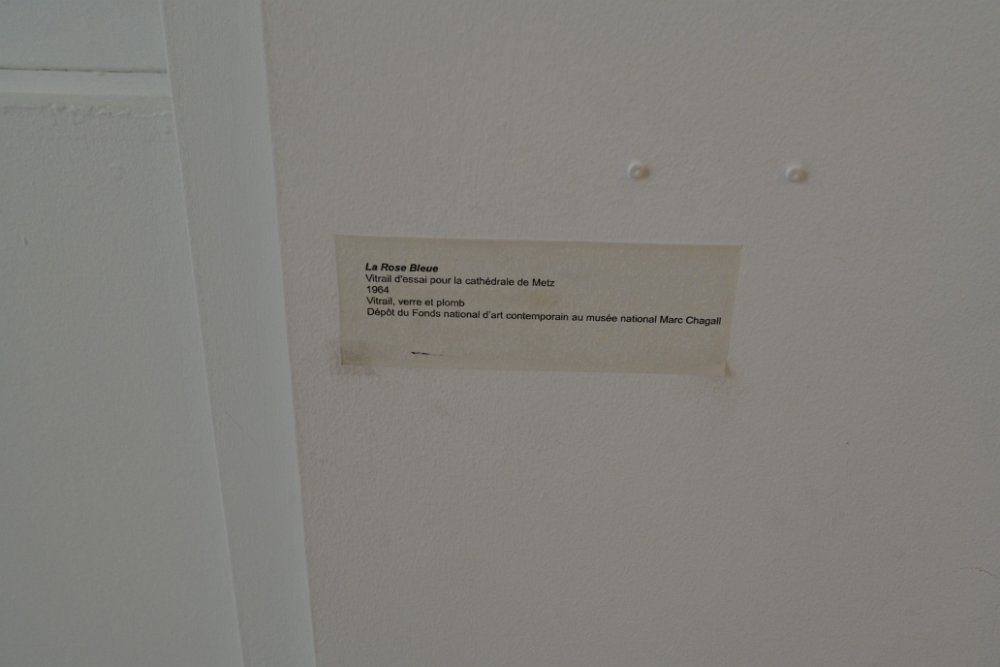 La Rose Bleue
Vitrail d'essai pour la cathédrale de Metz
1964
Vitrail, verre et plomb
Dépôt du Fonds national d'art contemporain au musée national Marc Chagall